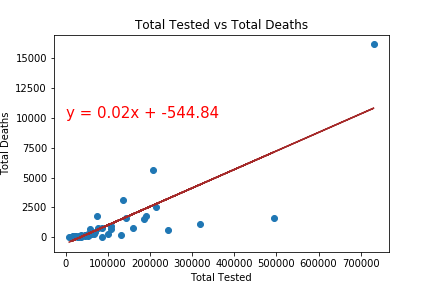 Total Tested vs Total Deaths
15000
12500
10000
7500
5000
2500
0
Total Deaths
y = 0.02x + -544.84
0 100000 200000 300000 400000 500000 600000 700000
Total Tested